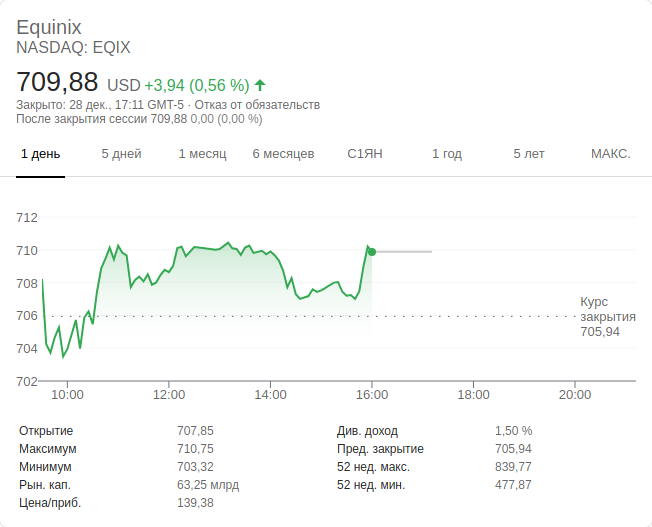 Equinix
NASDAQ: EQIX
709,88 USD +3,94 (0,56 %)
Закрыто: 28 дек., 17:11 GMT-5 · Отказ от обязательств
После закрытия сессии 709,88 0,00 (0,00 %)
1 день 5 дней 1 месяц 6 месяцев С1ЯН 1 год 5 лет МАКС.
712
710
708
706
704
702
Курс
закрытия
705,94
10:00 12:00 14:00 16:00 18:00 20:00
Открытие 707,85 Див. доход 1,50 %
Максимум 710,75 Пред. закрытие 705,94
Минимум 703,32 52 нед. макс. 839,77
Рын. кап. 63,25 млрд 52 нед. мин. 477,87
Цена/приб. 139,38